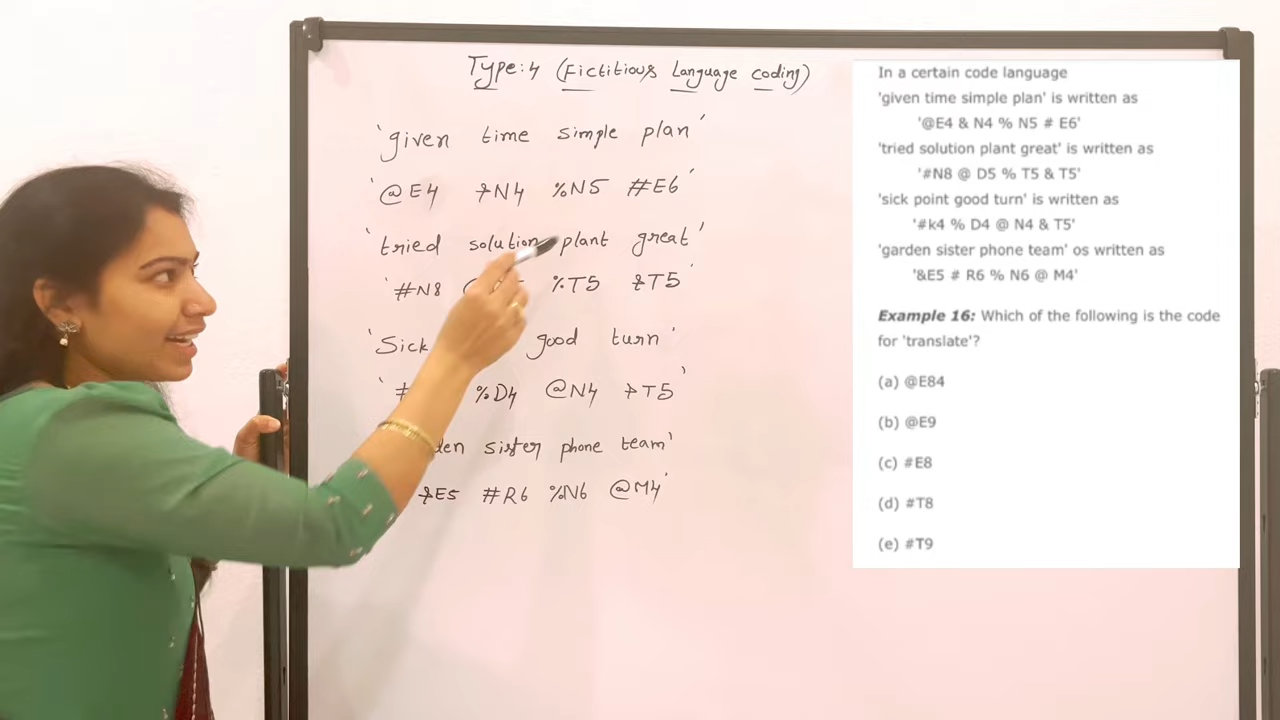 Type:4 (Fictitious Language coding)
'given time simple plan'
'@E4 &N4 %N5 #E6'
'tried solution plant great'
#N8 %T5 &T5'
'Sick good turn'
'# %D4 @N4 &T5'
den sister phone team'
&E5 #R6 %N6 @M4'
In a certain code language
'given time simple plan' is written as
'@E4 & N4 % N5 # E6'
'tried solution plant great' is written as
'#N8 @ D5 % T5 & T5'
'sick point good turn' is written as
'#k4 % D4 @ N4 & T5'
'garden sister phone team' os written as
'&E5 # R6 % N6 @ M4'
Example 16: Which of the following is the code
for 'translate'?
(a) @E84
(b) @E9
(c) #E8
(d) #T8
(e) #T9